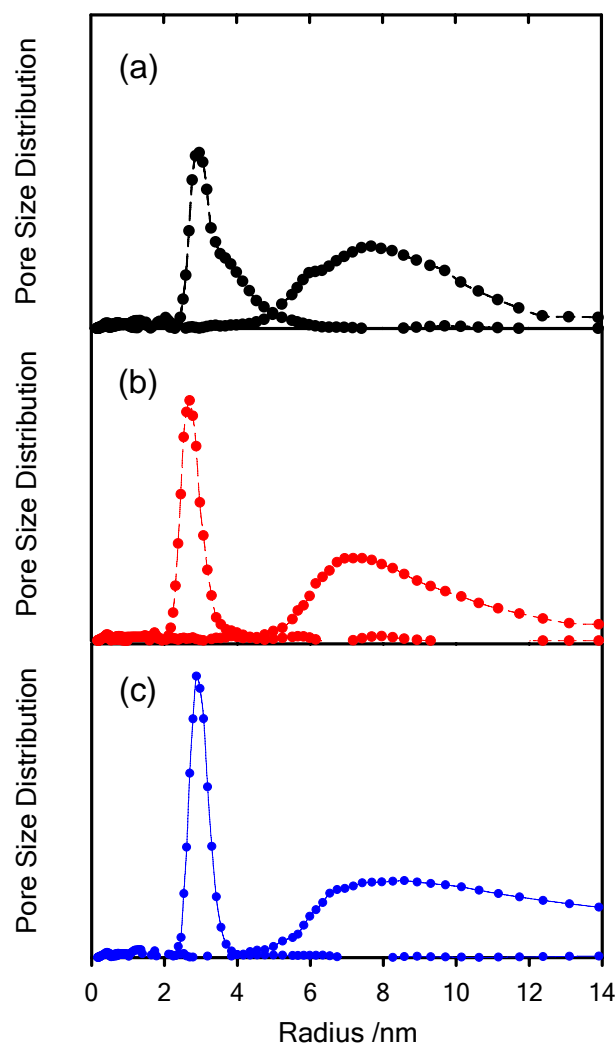 (a)
Pore Size Distribution
(b)
Pore Size Distribution
(c)
Pore Size Distribution
0 2 4 6 8 10 12 14
Radius /nm